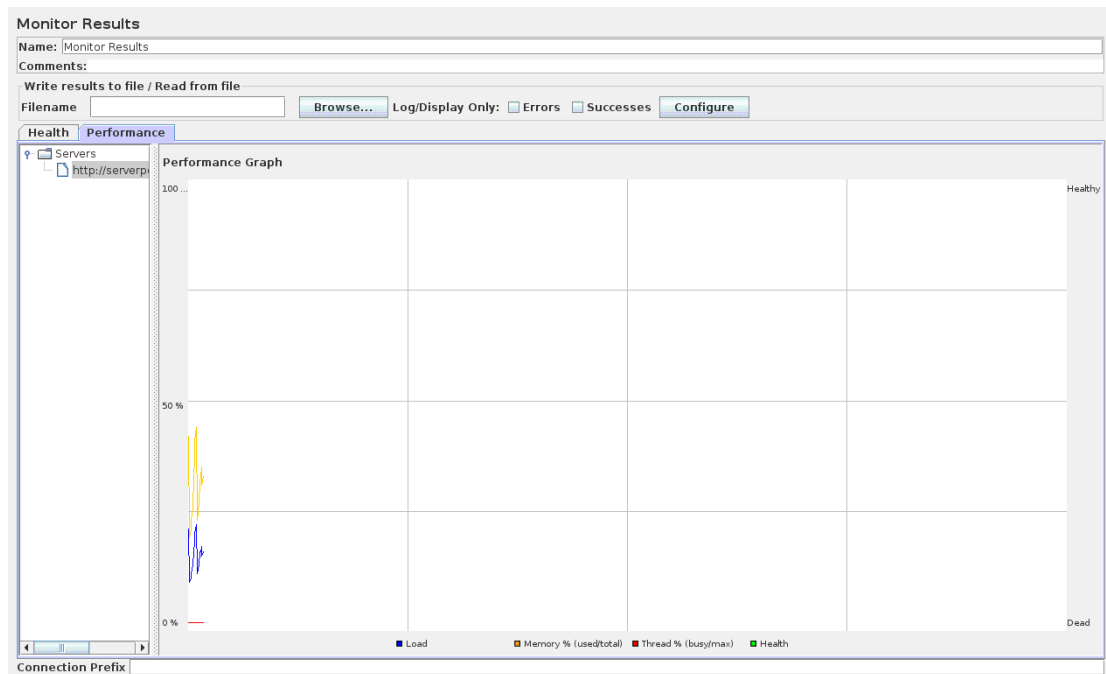 Monitor Results
Name: Monitor Results
Comments:
Write results to file / Read from file
Filename Browse... Log/Display Only: Errors Successes Configure
Health Performance
Servers
http://serverp
Performance Graph
100 ... Healthy
50 %
0 % Dead
Load Memory % (used/total) Thread % (busy/max) Health
Connection Prefix